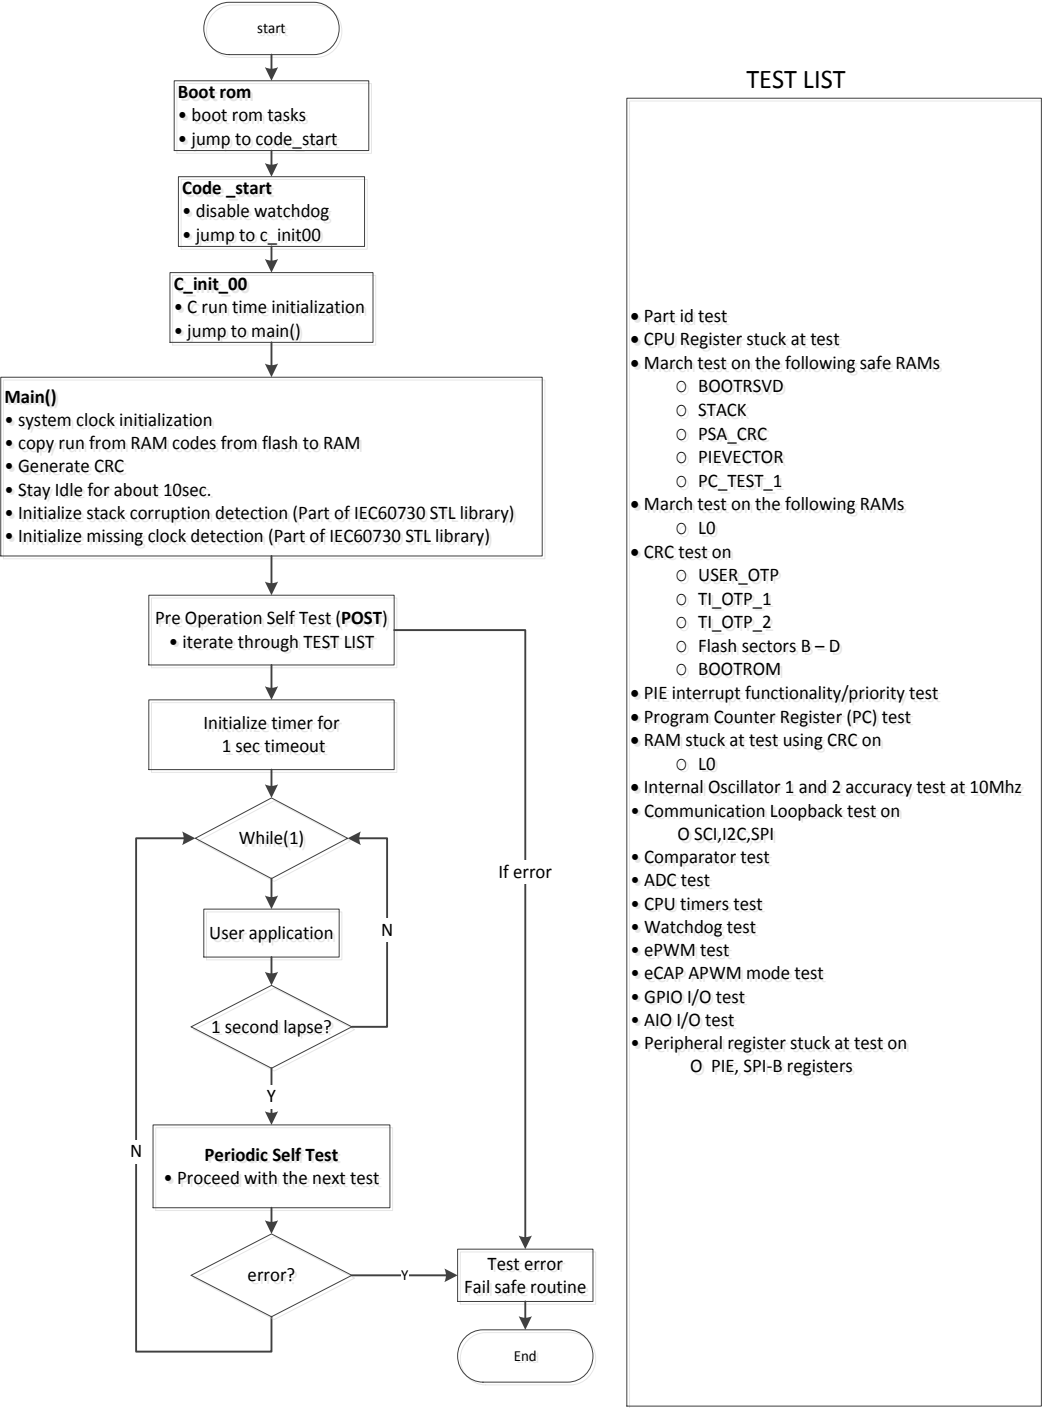 start
Boot rom
• boot rom tasks
• jump to code_start
Code _start
• disable watchdog
• jump to c_init00
C_init_00
• C run time initialization
• jump to main()
Main()
• system clock initialization
• copy run from RAM codes from flash to RAM
• Generate CRC
• Stay Idle for about 10sec.
• Initialize stack corruption detection (Part of IEC60730 STL library)
• Initialize missing clock detection (Part of IEC60730 STL library)
Pre Operation Self Test (POST)
• iterate through TEST LIST
Initialize timer for
1 sec timeout
While(1)
If error
User application
N
1 second lapse?
Y
N
Periodic Self Test
• Proceed with the next test
error?
Y
Test error
Fail safe routine
End
TEST LIST
• Part id test
• CPU Register stuck at test
• March test on the following safe RAMs
○ BOOTRSVD
○ STACK
○ PSA_CRC
○ PIEVECTOR
○ PC_TEST_1
• March test on the following RAMs
○ L0
• CRC test on
○ USER_OTP
○ TI_OTP_1
○ TI_OTP_2
○ Flash sectors B – D
○ BOOTROM
• PIE interrupt functionality/priority test
• Program Counter Register (PC) test
• RAM stuck at test using CRC on
○ L0
• Internal Oscillator 1 and 2 accuracy test at 10Mhz
• Communication Loopback test on
O SCI,I2C,SPI
• Comparator test
• ADC test
• CPU timers test
• Watchdog test
• ePWM test
• eCAP APWM mode test
• GPIO I/O test
• AIO I/O test
• Peripheral register stuck at test on
O PIE, SPI-B registers